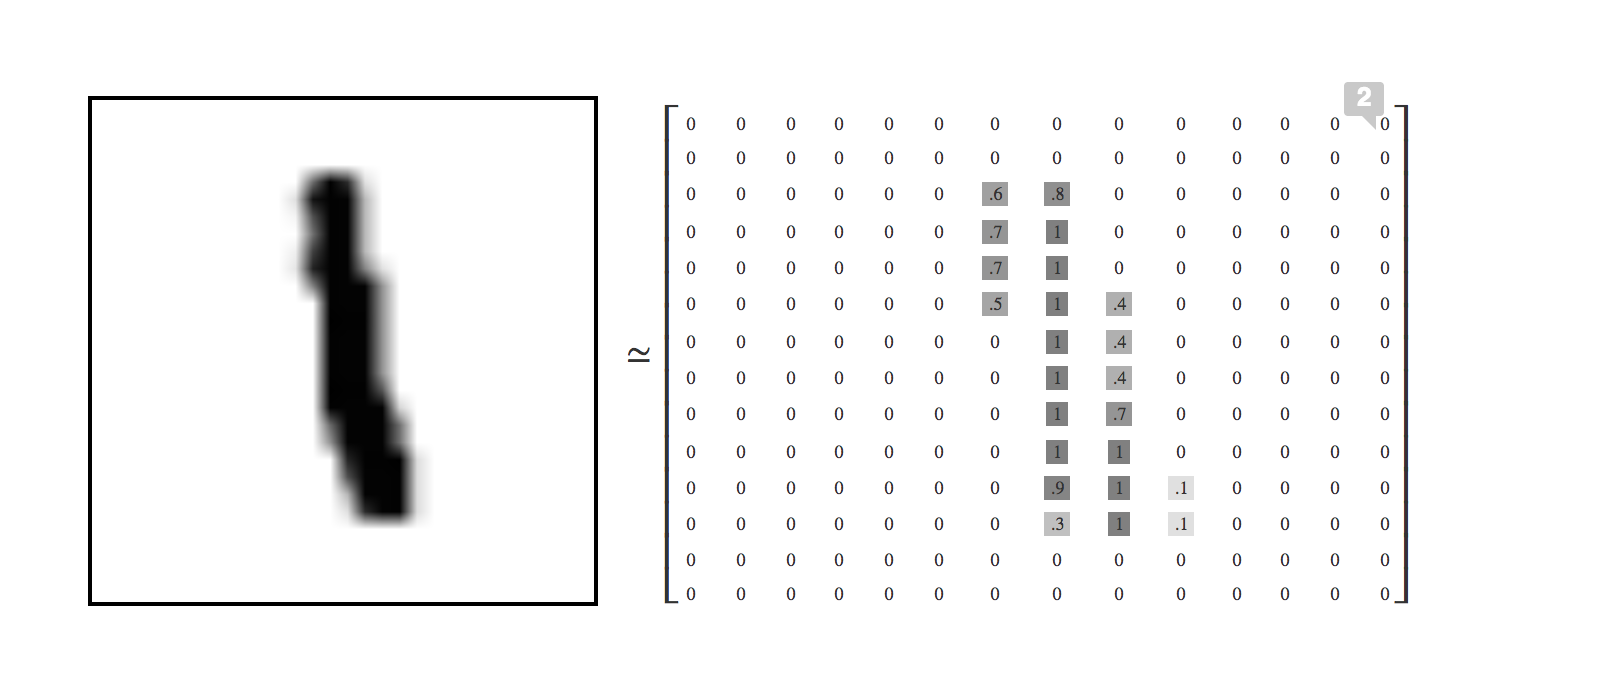 2
≅
0 0 0 0 0 0 0 0 0 0 0 0 0 0
0 0 0 0 0 0 0 0 0 0 0 0 0 0
0 0 0 0 0 0 .6 .8 0 0 0 0 0 0
0 0 0 0 0 0 .7 1 0 0 0 0 0 0
0 0 0 0 0 0 .7 1 0 0 0 0 0 0
0 0 0 0 0 0 .5 1 .4 0 0 0 0 0
0 0 0 0 0 0 0 1 .4 0 0 0 0 0
0 0 0 0 0 0 0 1 .4 0 0 0 0 0
0 0 0 0 0 0 0 1 .7 0 0 0 0 0
0 0 0 0 0 0 0 1 1 0 0 0 0 0
0 0 0 0 0 0 0 .9 1 .1 0 0 0 0
0 0 0 0 0 0 0 .3 1 .1 0 0 0 0
0 0 0 0 0 0 0 0 0 0 0 0 0 0
0 0 0 0 0 0 0 0 0 0 0 0 0 0